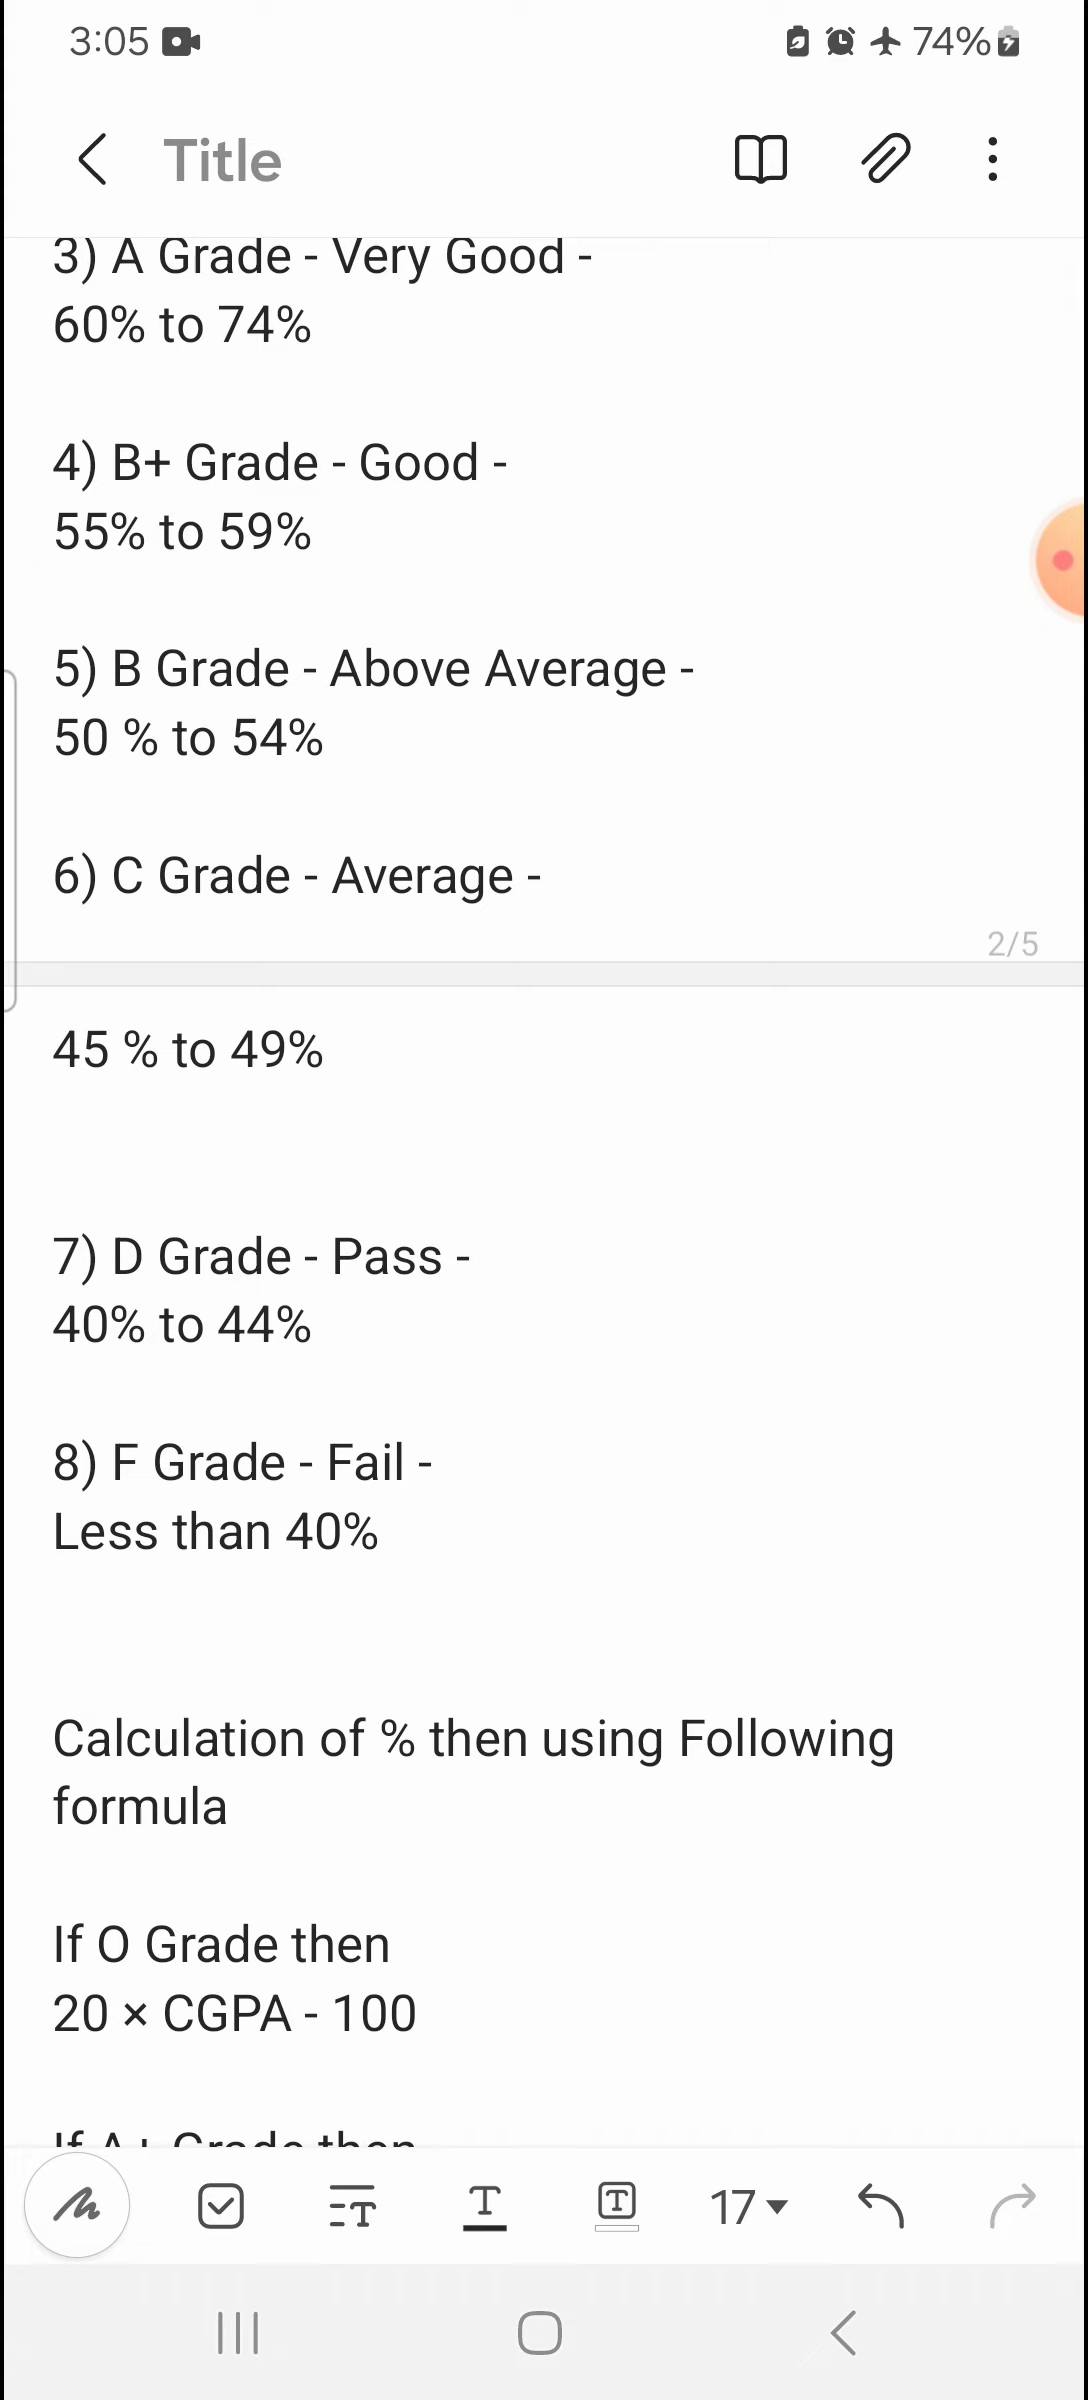 3:05 74%
Title
3) A Grade - Very Good -
60% to 74%
4) B+ Grade - Good -
55% to 59%
5) B Grade - Above Average -
50 % to 54%
6) C Grade - Average -
2/5
45 % to 49%
7) D Grade - Pass -
40% to 44%
8) F Grade - Fail -
Less than 40%
Calculation of % then using Following
formula
If O Grade then
20 × CGPA - 100
If A+ Grade then
17